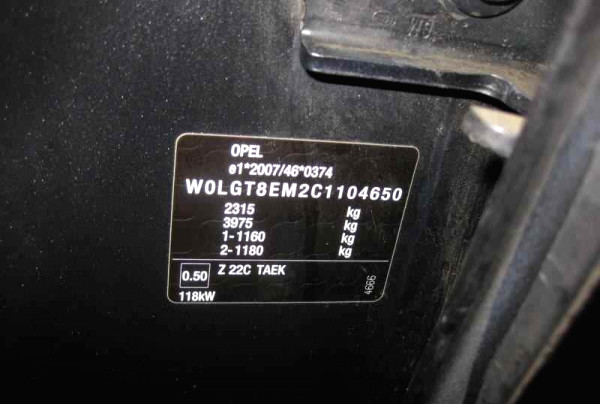 OPEL
e1*2007/46*0374
W0LGT8EM2C1104650
2315 kg
3975 kg
1-1160 kg
2-1180 kg
0.50 Z 22C TAEK
118kW
4666